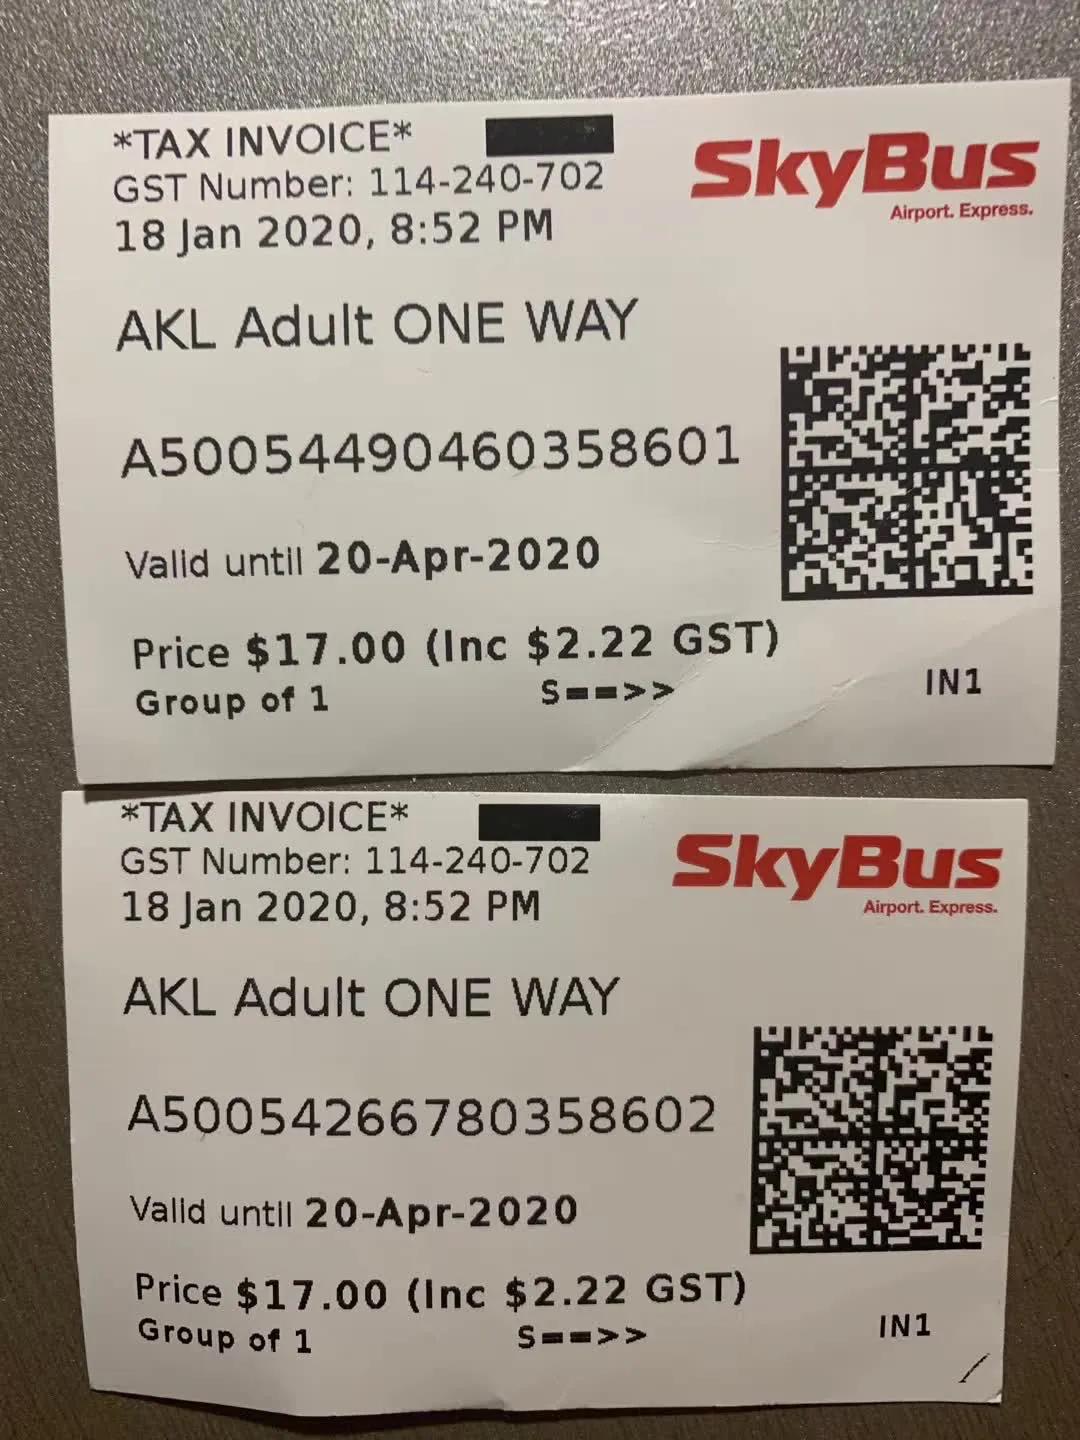 *TAX INVOICE*
GST Number: 114-240-702
18 Jan 2020, 8:52 PM
SkyBus
Airport. Express.
AKL Adult ONE WAY
A50054490460358601
Valid until 20-Apr-2020
Price $17.00 (Inc $2.22 GST)
Group of 1
S==>>
IN1
*TAX INVOICE*
GST Number: 114-240-702
18 Jan 2020, 8:52 PM
SkyBus
Airport. Express.
AKL Adult ONE WAY
A50054266780358602
Valid until 20-Apr-2020
Price $17.00 (Inc $2.22 GST)
Group of 1
S==>>
IN1